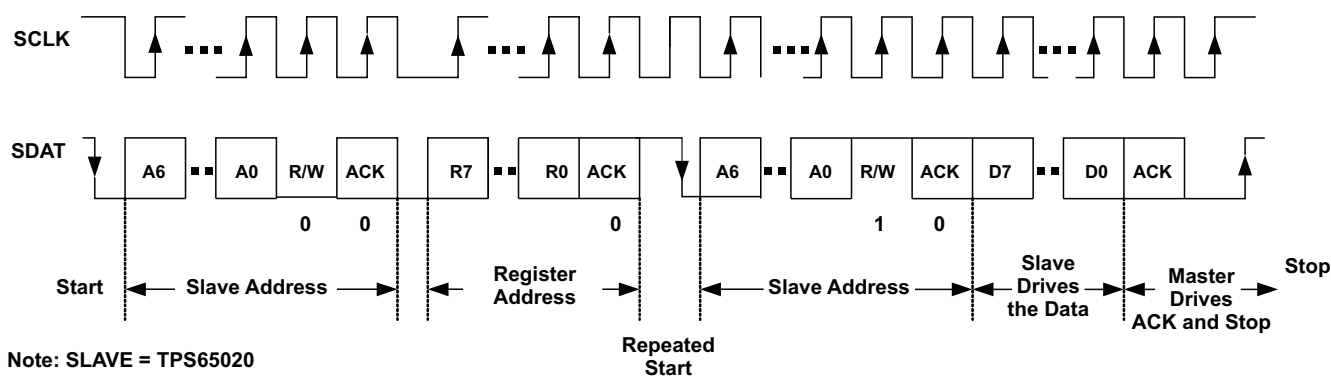 SCLK
SDAT
A6 A0 R/W ACK R7 R0 ACK A6 A0 R/W ACK D7 D0 ACK
0 0 0 1 0
Start
Slave Address
Register
Address
Repeated
Start
Slave Address
Slave
Drives
the Data
Master
Drives
ACK and Stop
Stop
Note: SLAVE = TPS65020